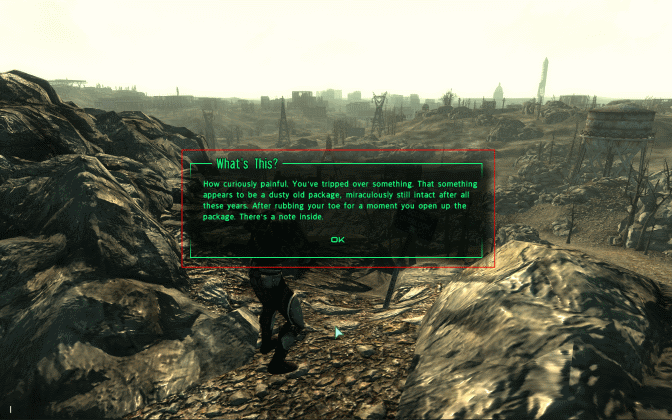 What's This?
How curiously painful. You've tripped over something. That something
appears to be a dusty old package, miraculously still intact after all
these years. After rubbing your toe for a moment you open up the
package. There's a note inside.
OK